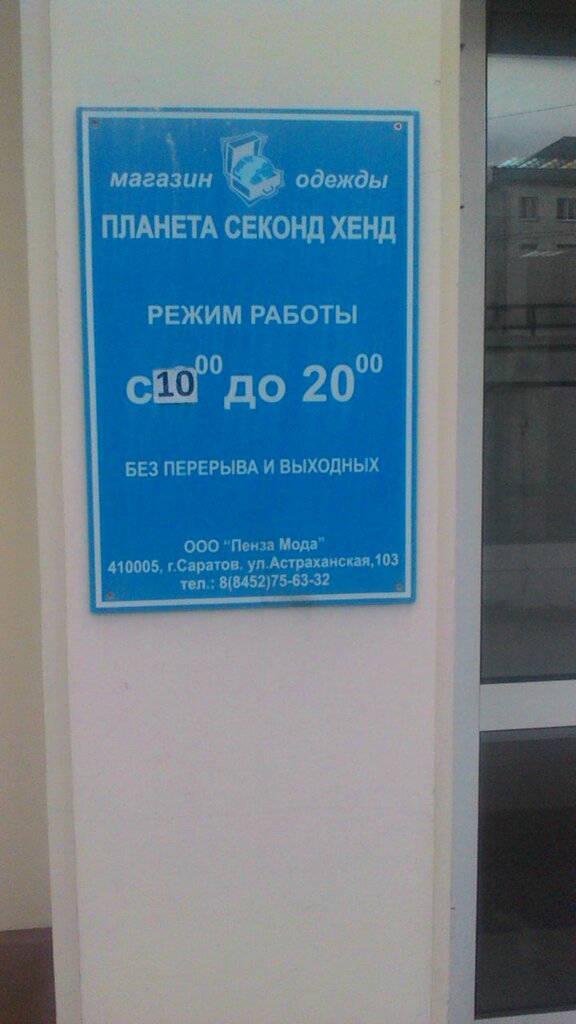 магазин одежды
ПЛАНЕТА СЕКОНД ХЕНД
РЕЖИМ РАБОТЫ
с 10 00 до 20 00
БЕЗ ПЕРЕРЫВА И ВЫХОДНЫХ
ООО "Пенза Мода"
410005, г.Саратов. ул.Астраханская,103
тел.: 8(8452)75-63-32